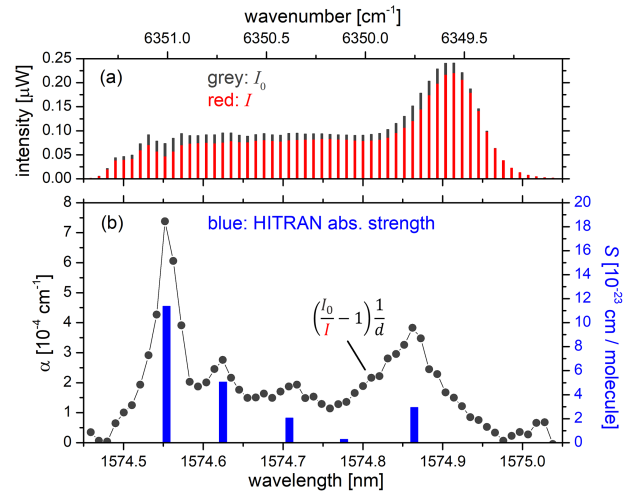 wavenumber [cm-1]
6351.0 6350.5 6350.0 6349.5
0.25
0.20
0.15
0.10
0.05
0.00
intensity [µW]
(a)
grey: I0
red: I
8
7
6
5
4
3
2
1
0
α [10-4 cm-1]
(b)
blue: HITRAN abs. strength
(I0/I − 1) 1/d
20
18
16
14
12
10
8
6
4
2
0
S [10-23 cm / molecule]
1574.5 1574.6 1574.7 1574.8 1574.9 1575.0
wavelength [nm]